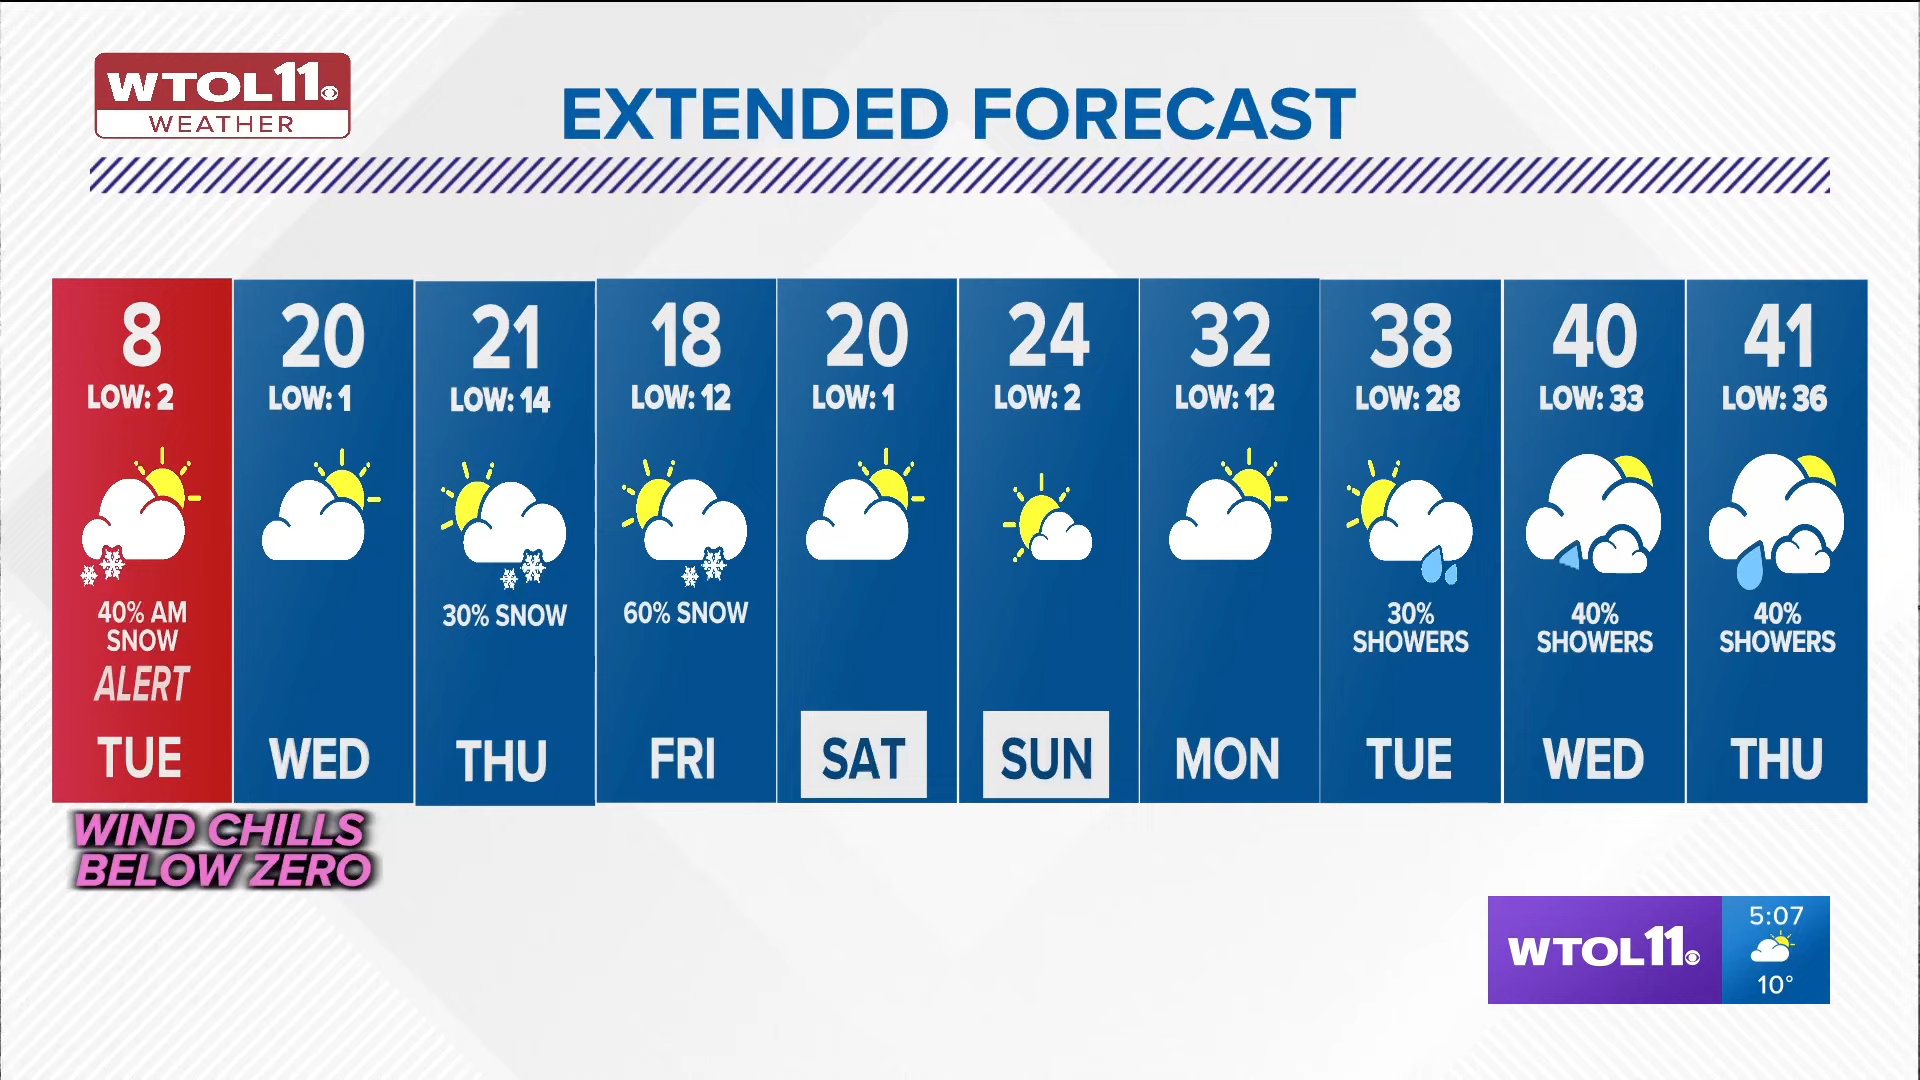 WTOL11
WEATHER
EXTENDED FORECAST
8
LOW: 2
40% AM
SNOW
ALERT
TUE
20
LOW: 1
WED
21
LOW: 14
30% SNOW
THU
18
LOW: 12
60% SNOW
FRI
20
LOW: 1
SAT
24
LOW: 2
SUN
32
LOW: 12
MON
38
LOW: 28
30%
SHOWERS
TUE
40
LOW: 33
40%
SHOWERS
WED
41
LOW: 36
40%
SHOWERS
THU
WIND CHILLS
BELOW ZERO
WTOL11
5:07
10°